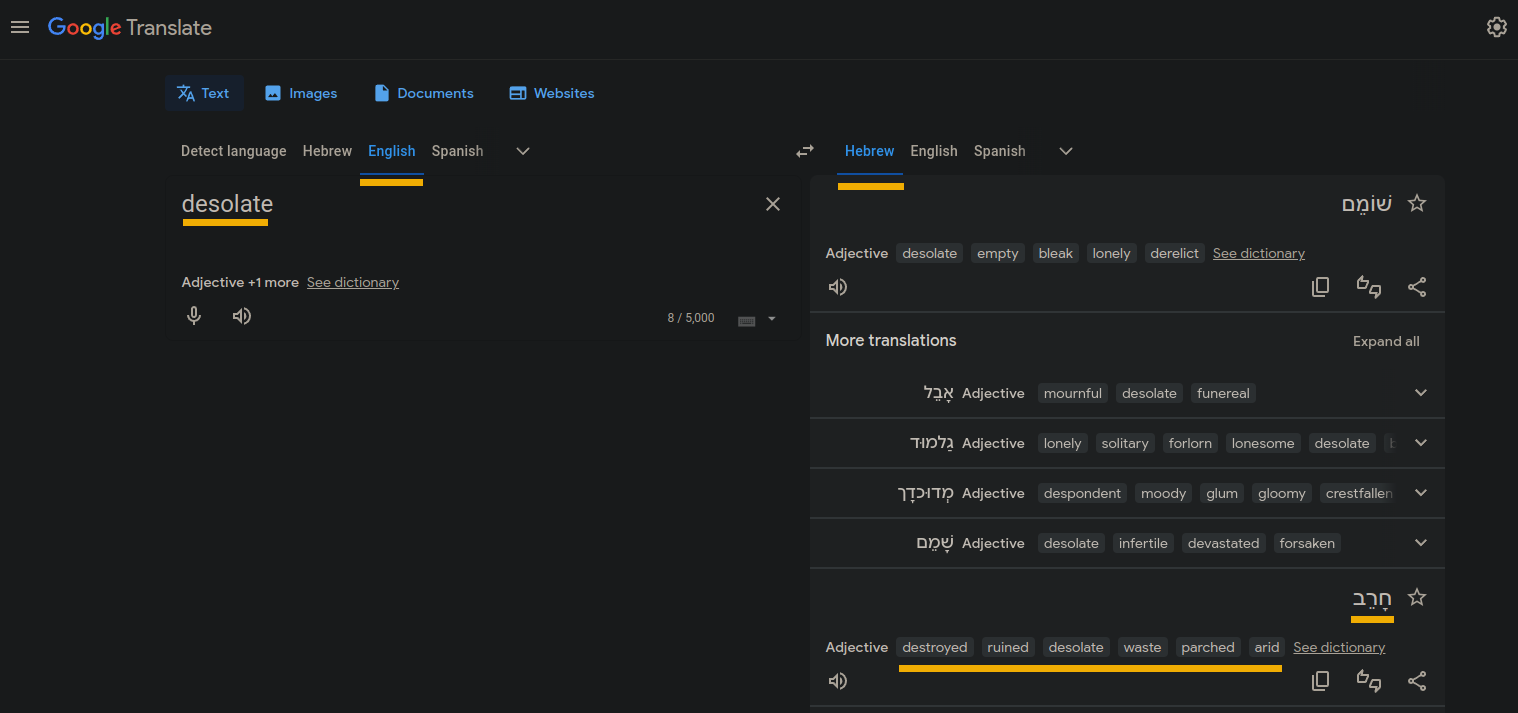 Google Translate
Text Images Documents Websites
Detect language Hebrew English Spanish
Hebrew English Spanish
desolate
Adjective +1 more See dictionary
8 / 5,000
שׁוֹמֵם
Adjective desolate empty bleak lonely derelict See dictionary
More translations Expand all
אָבֵל Adjective mournful desolate funereal
גַלמוּד Adjective lonely solitary forlorn lonesome desolate
מְדוּכדָך Adjective despondent moody glum gloomy crestfallen
שָׁמֵם Adjective desolate infertile devastated forsaken
חָרֵב
Adjective destroyed ruined desolate waste parched arid See dictionary